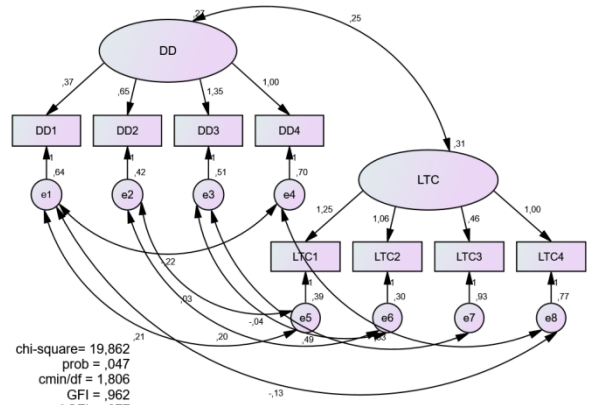 ,27
,25
DD
,37
,65
1,35
1,00
DD1
DD2
DD3
DD4
1
1
1
1
,64
,42
,51
,70
,31
e1
e2
e3
e4
LTC
1,25
1,06
,46
1,00
LTC1
LTC2
LTC3
LTC4
,22
1
1
1
1
,39
,30
,93
,77
,03
-,04
e5
e6
e7
e8
,21
,20
,49
-,13
chi-square= 19,862
prob = ,047
cmin/df = 1,806
GFI = ,962